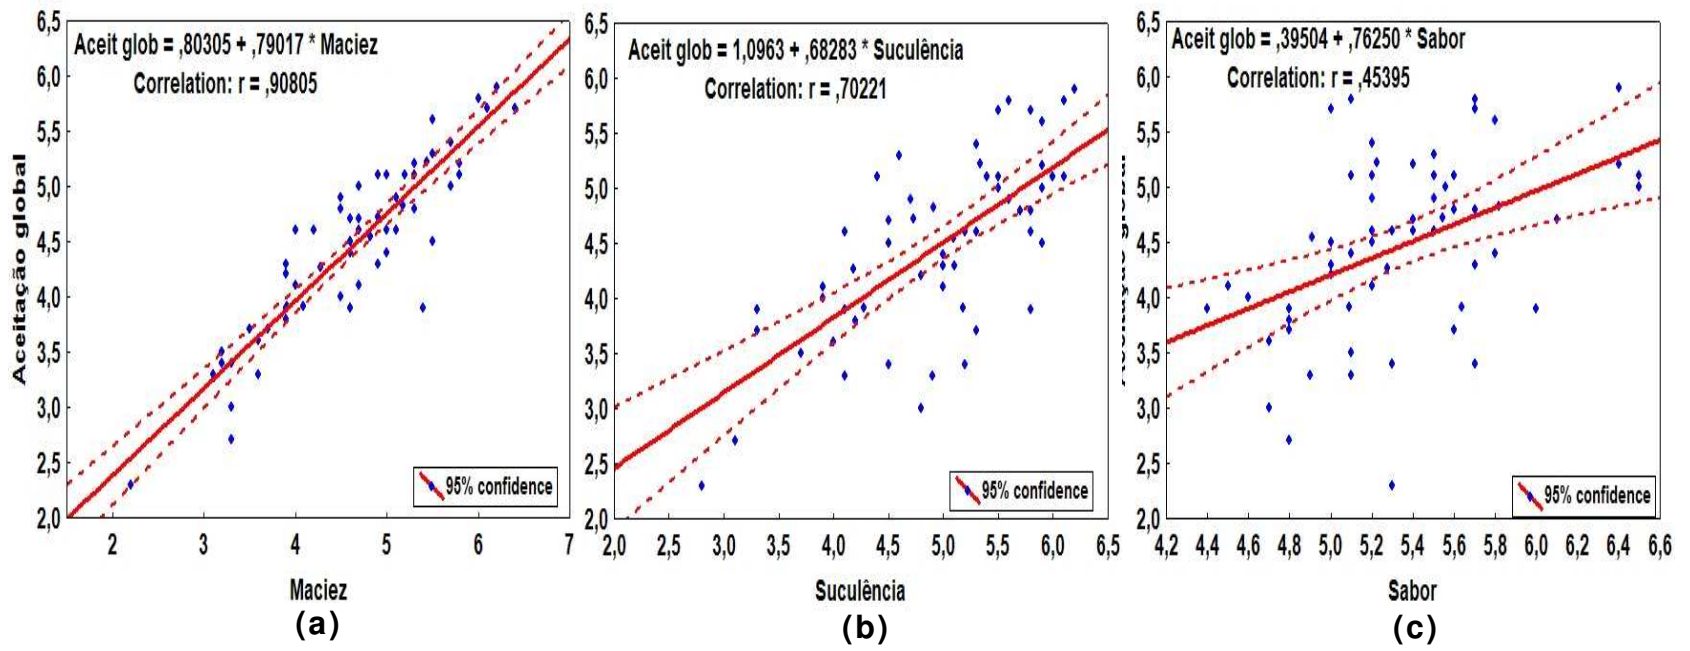 Aceit glob = ,80305 + ,79017 * Maciez
Correlation: r = ,90805
Aceitação global
6,5
6,0
5,5
5,0
4,5
4,0
3,5
3,0
2,5
2,0
95% confidence
2 3 4 5 6 7
Maciez
(a)
Aceit glob = 1,0963 + ,68283 * Suculência
Correlation: r = ,70221
6,5
6,0
5,5
5,0
4,5
4,0
3,5
3,0
2,5
2,0
95% confidence
2,0 3,0 3,5 4,0 4,5 5,0 5,5 6,0 6,5
Suculência
(b)
Aceit glob = ,39504 + ,76250 * Sabor
Correlation: r = ,45395
Aceitação global
6,5
6,0
5,5
5,0
4,5
4,0
3,5
3,0
2,5
2,0
95% confidence
4,2 4,4 4,6 4,8 5,0 5,2 5,4 5,6 5,8 6,0 6,2 6,4 6,6
Sabor
(c)